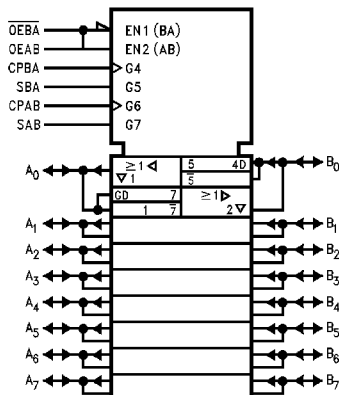 O̅E̅B̅A̅ EN1 (BA)
OEAB EN2 (AB)
CPBA G4
SBA G5
CPAB G6
SAB G7
A₀ ≥1 ◁ 5 4D B₀
▽1 5̅
GD 7 ≥1 ▷
1 7̅ 2▽
A₁ B₁
A₂ B₂
A₃ B₃
A₄ B₄
A₅ B₅
A₆ B₆
A₇ B₇